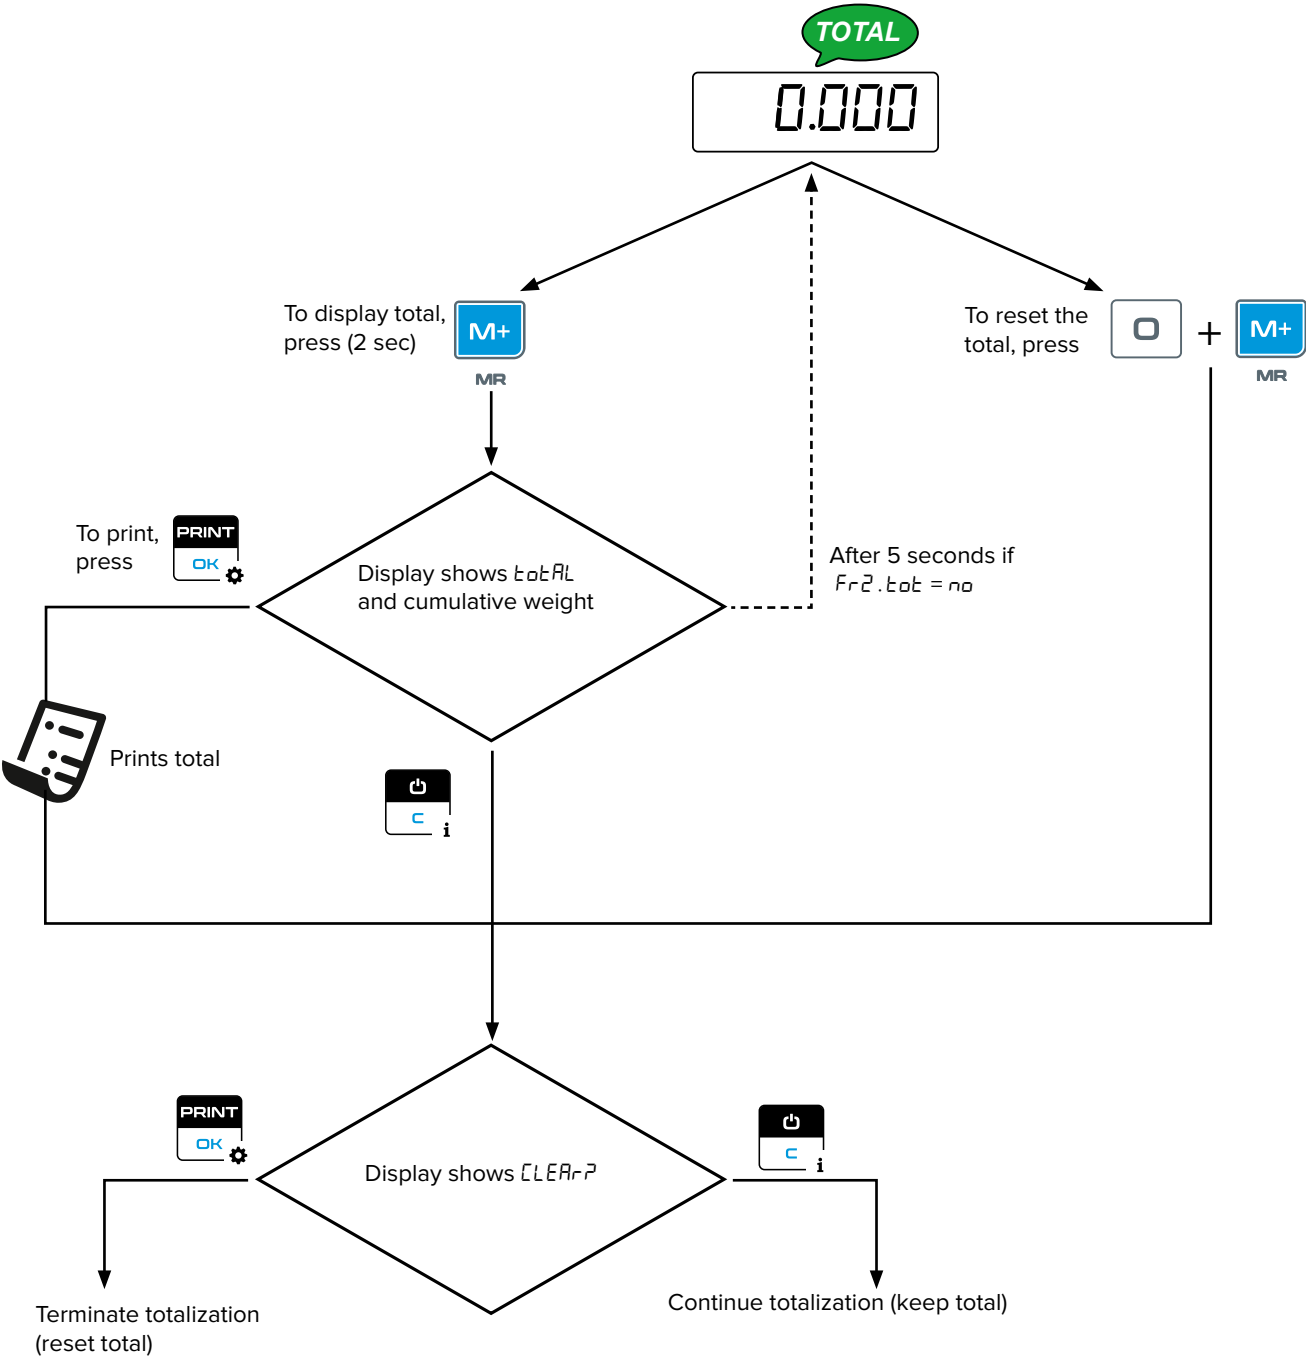 TOTAL
0.000
To display total,
press (2 sec)
M+
MR
To reset the
total, press
0
+
M+
MR
To print,
press
PRINT
OK
Display shows totAL
and cumulative weight
After 5 seconds if
Fr2.tot = no
Prints total
C
i
PRINT
OK
Display shows CLEAr?
C
i
Terminate totalization
(reset total)
Continue totalization (keep total)